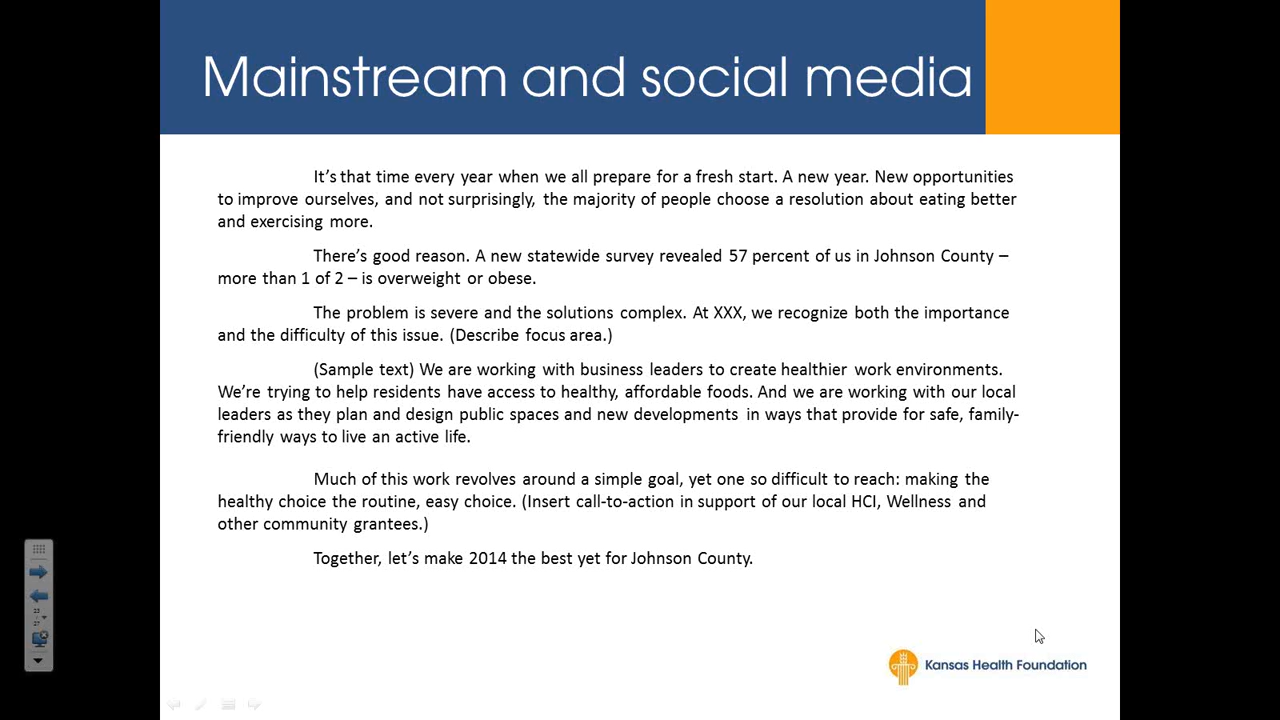 Mainstream and social media
It's that time every year when we all prepare for a fresh start. A new year. New opportunities
to improve ourselves, and not surprisingly, the majority of people choose a resolution about eating better
and exercising more.
There's good reason. A new statewide survey revealed 57 percent of us in Johnson County –
more than 1 of 2 – is overweight or obese.
The problem is severe and the solutions complex. At XXX, we recognize both the importance
and the difficulty of this issue. (Describe focus area.)
(Sample text) We are working with business leaders to create healthier work environments.
We're trying to help residents have access to healthy, affordable foods. And we are working with our local
leaders as they plan and design public spaces and new developments in ways that provide for safe, family-
friendly ways to live an active life.
Much of this work revolves around a simple goal, yet one so difficult to reach: making the
healthy choice the routine, easy choice. (Insert call-to-action in support of our local HCI, Wellness and
other community grantees.)
Together, let's make 2014 the best yet for Johnson County.
Kansas Health Foundation